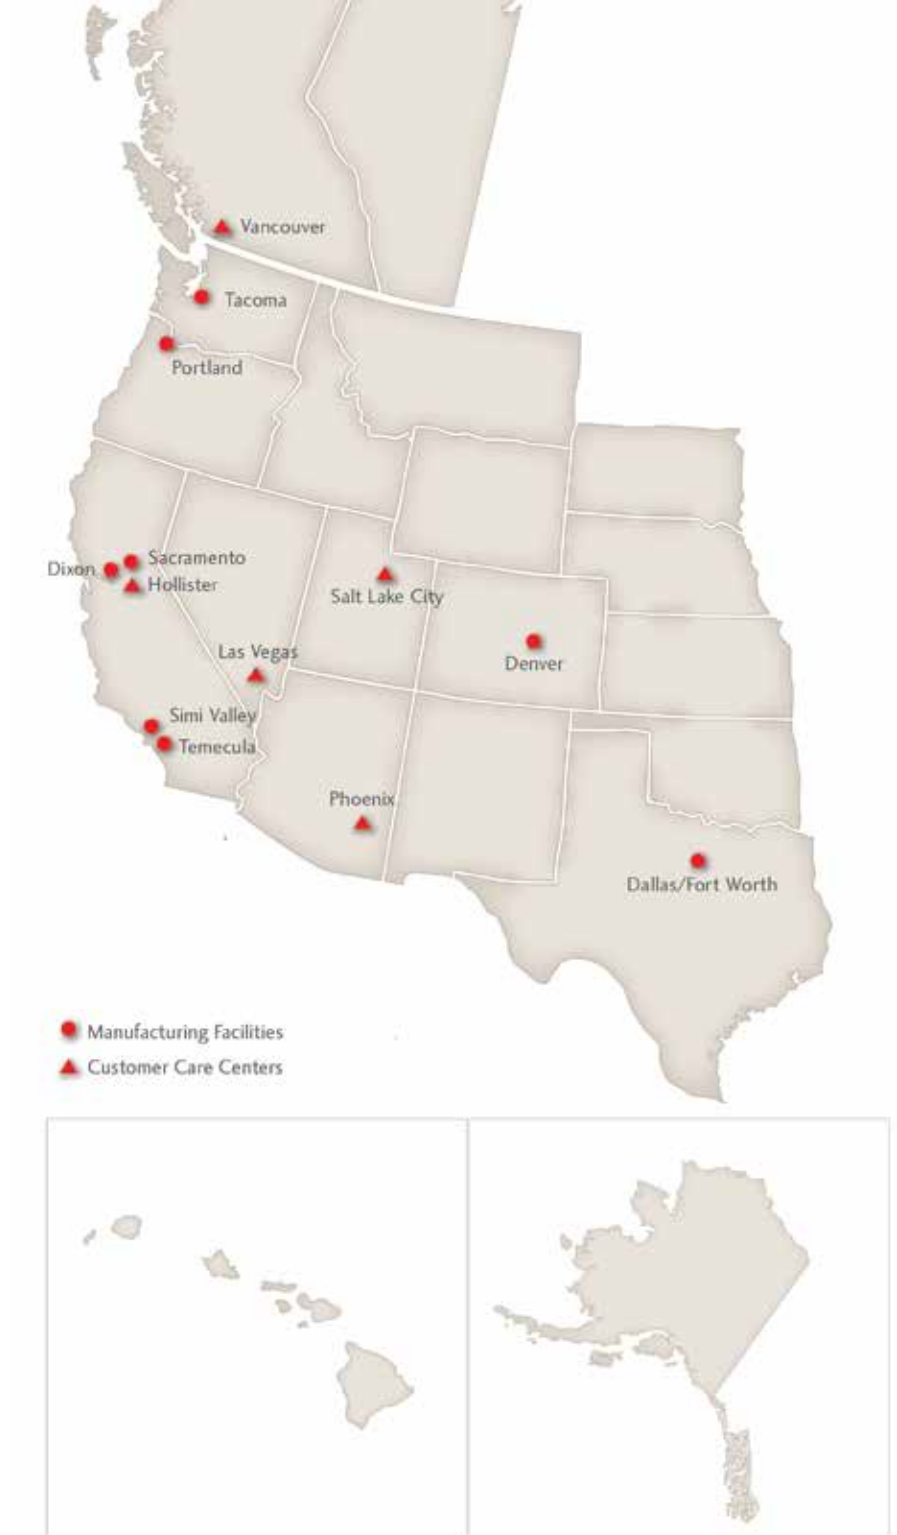 Vancouver
Tacoma
Portland
Sacramento
Dixon
Hollister
Salt Lake City
Las Vegas
Denver
Simi Valley
Temecula
Phoenix
Dallas/Fort Worth
Manufacturing Facilities
Customer Care Centers